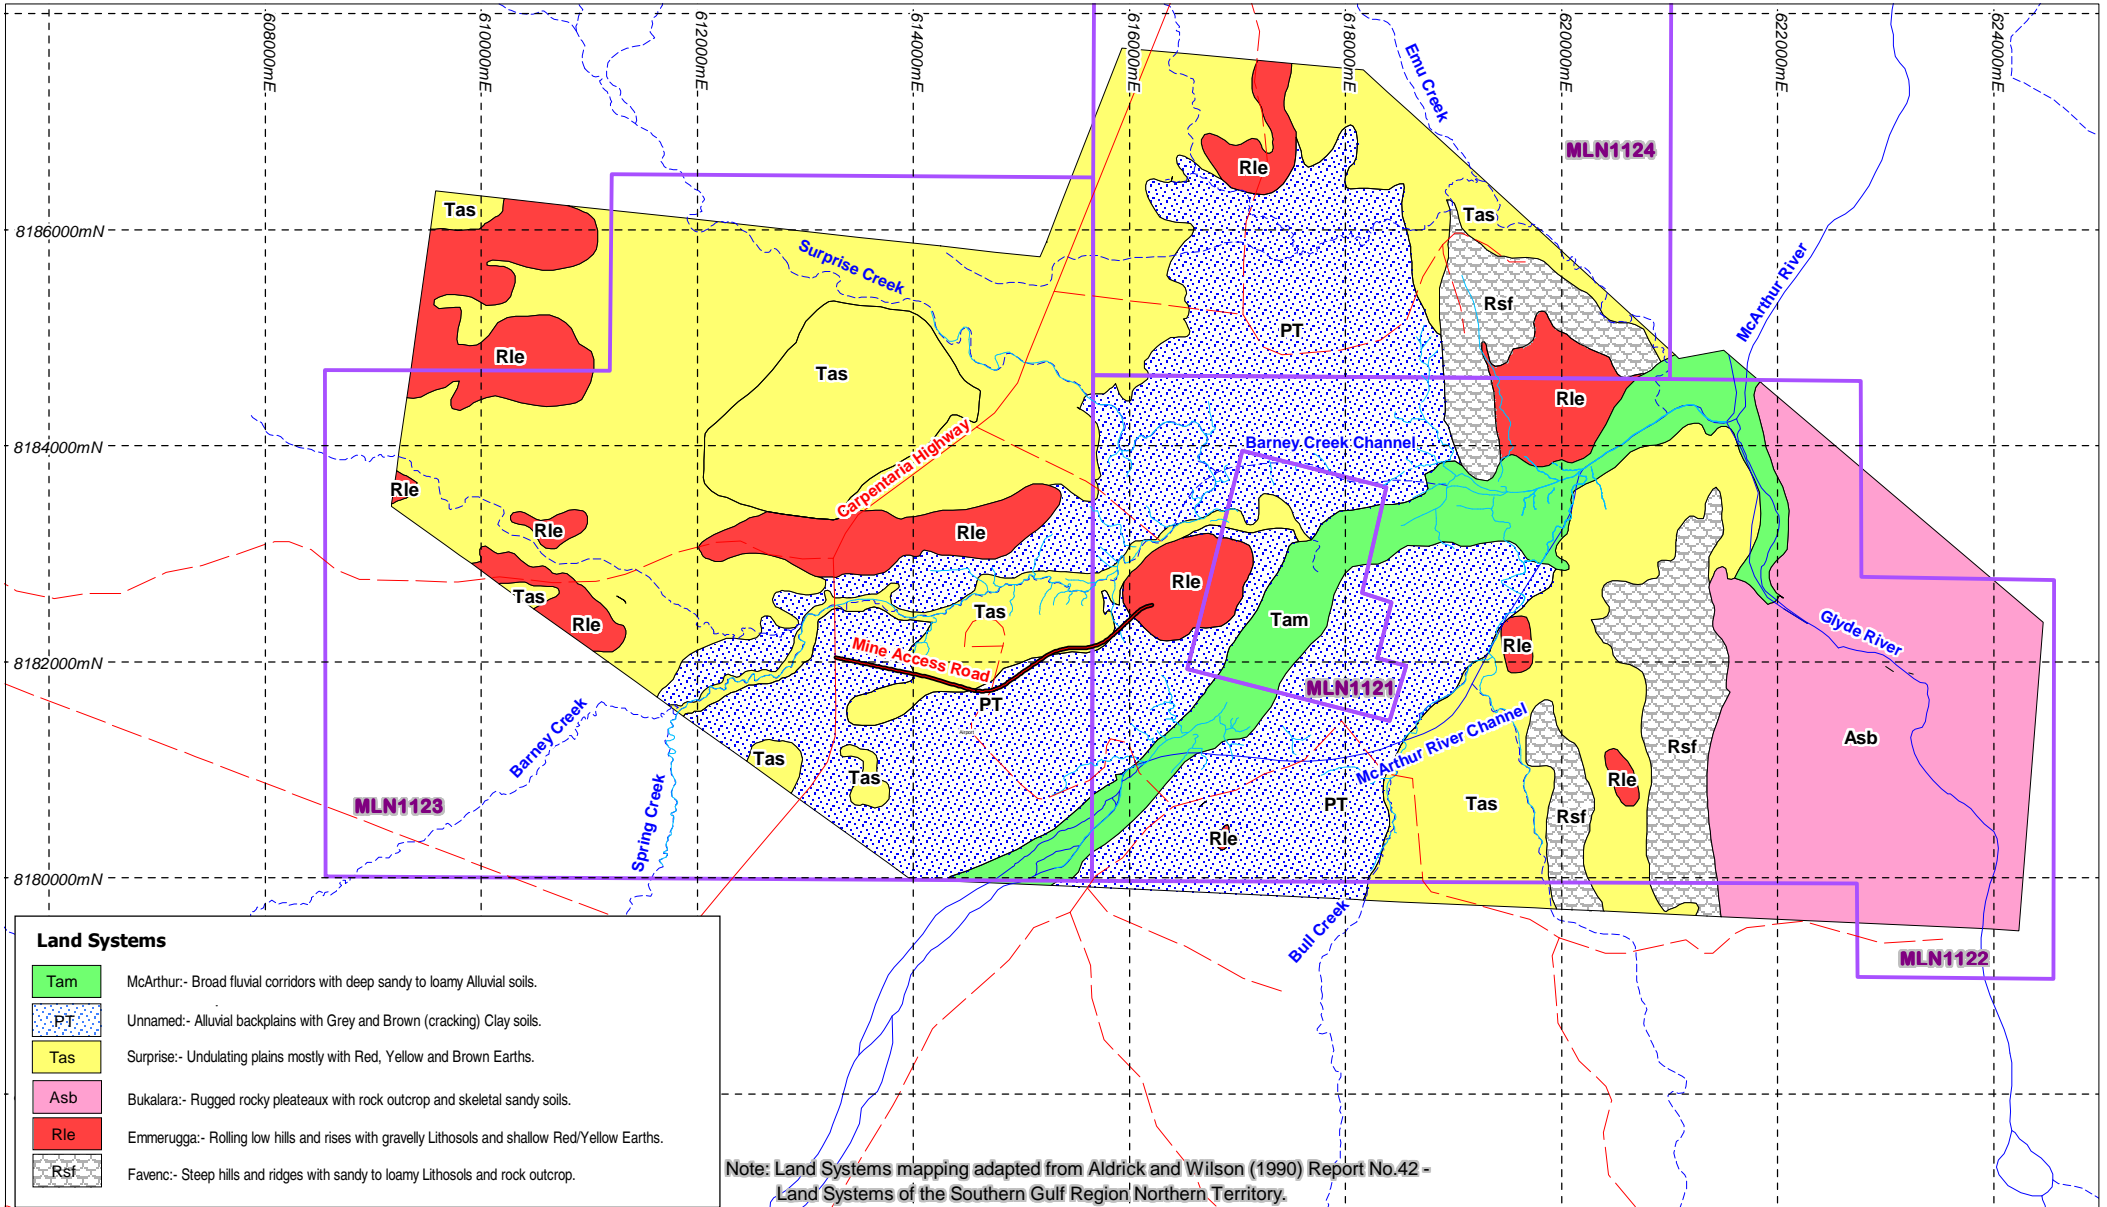 608000mE
610000mE
612000mE
614000mE
616000mE
618000mE
620000mE
622000mE
624000mE
Emu Creek
MLN1124
Rle
Tas
Tas
8186000mN
Surprise Creek
McArthur River
Rsf
PT
Rle
Tas
Rle
8184000mN
Barney Creek Channel
Carpentaria Highway
Rle
Rle
Rle
Rle
Tas
Rle
Tas
Tam
Glyde River
Rle
8182000mN
Mine Access Road
MLN1121
PT
McArthur River Channel
Barney Creek
Rsf
Asb
Tas
Tas
Rle
MLN1123
Spring Creek
PT
Tas
Rsf
Rle
8180000mN
Bull Creek
MLN1122
Land Systems
Tam McArthur:- Broad fluvial corridors with deep sandy to loamy Alluvial soils.
PT Unnamed:- Alluvial backplains with Grey and Brown (cracking) Clay soils.
Tas Surprise:- Undulating plains mostly with Red, Yellow and Brown Earths.
Asb Bukalara:- Rugged rocky pleateaux with rock outcrop and skeletal sandy soils.
Rle Emmerugga:- Rolling low hills and rises with gravelly Lithosols and shallow Red/Yellow Earths.
Rsf Favenc:- Steep hills and ridges with sandy to loamy Lithosols and rock outcrop.
Note: Land Systems mapping adapted from Aldrick and Wilson (1990) Report No.42 -
Land Systems of the Southern Gulf Region Northern Territory.